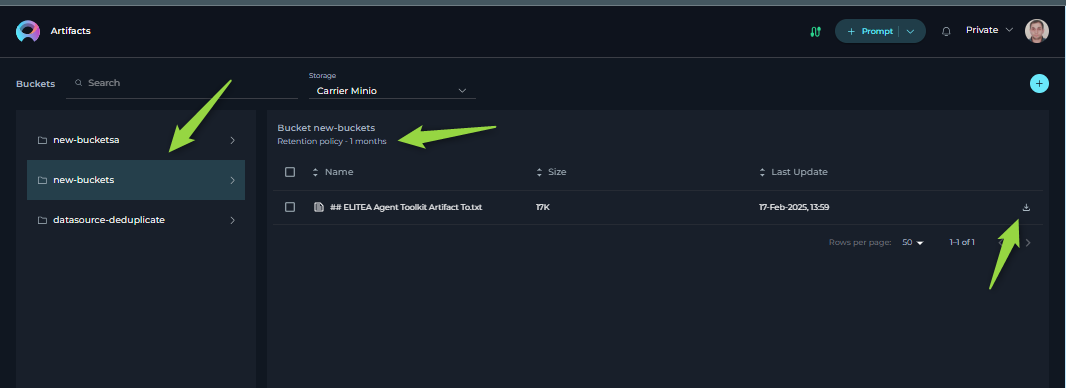 Artifacts
+ Prompt
Private
Buckets
Search
Storage
Carrier Minio
new-bucketsa
new-buckets
datasource-deduplicate
Bucket new-buckets
Retention policy - 1 months
Name Size Last Update
## ELITEA Agent Toolkit Artifact To.txt 17K 17-Feb-2025, 13:59
Rows per page: 50 1-1 of 1